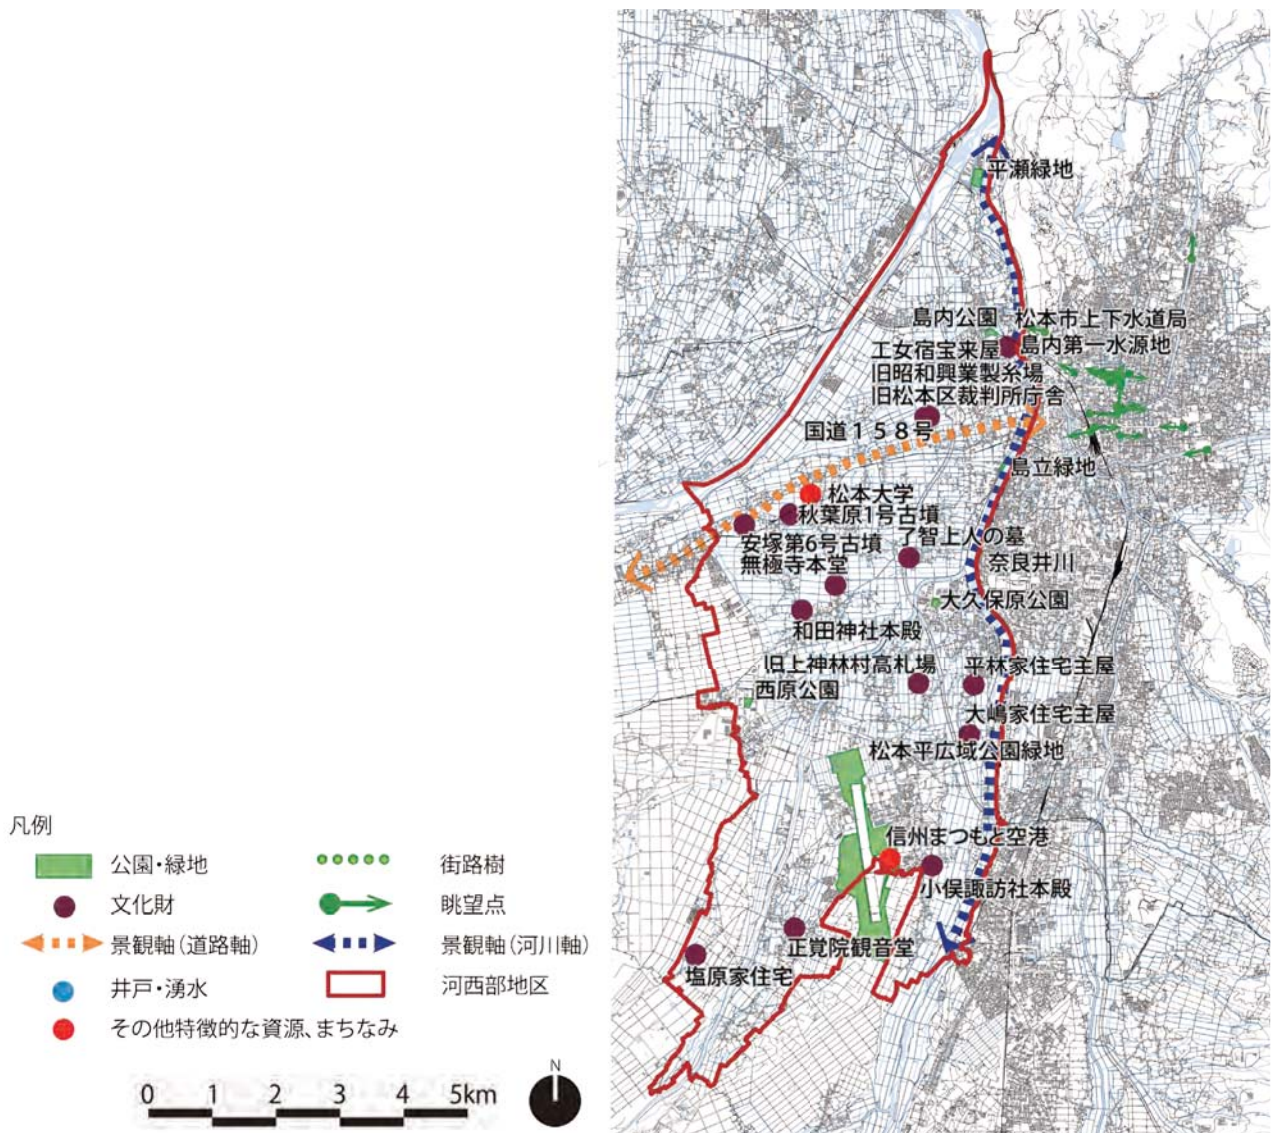 平瀬緑地
島内公園
松本市上下水道局
工女宿宝来屋
島内第一水源地
旧昭和興業製糸場
旧松本区裁判所庁舎
国道158号
島立緑地
松本大学
秋葉原1号古墳
安塚第6号古墳
了智上人の墓
無極寺本堂
奈良井川
大久保原公園
和田神社本殿
旧上神林村高札場
平林家住宅主屋
西原公園
大嶋家住宅主屋
松本平広域公園緑地
信州まつもと空港
小俣諏訪社本殿
正覚院観音堂
塩原家住宅
凡例
公園・緑地
街路樹
文化財
眺望点
景観軸(道路軸)
景観軸(河川軸)
井戸・湧水
河西部地区
その他特徴的な資源、まちなみ
0 1 2 3 4 5km
N